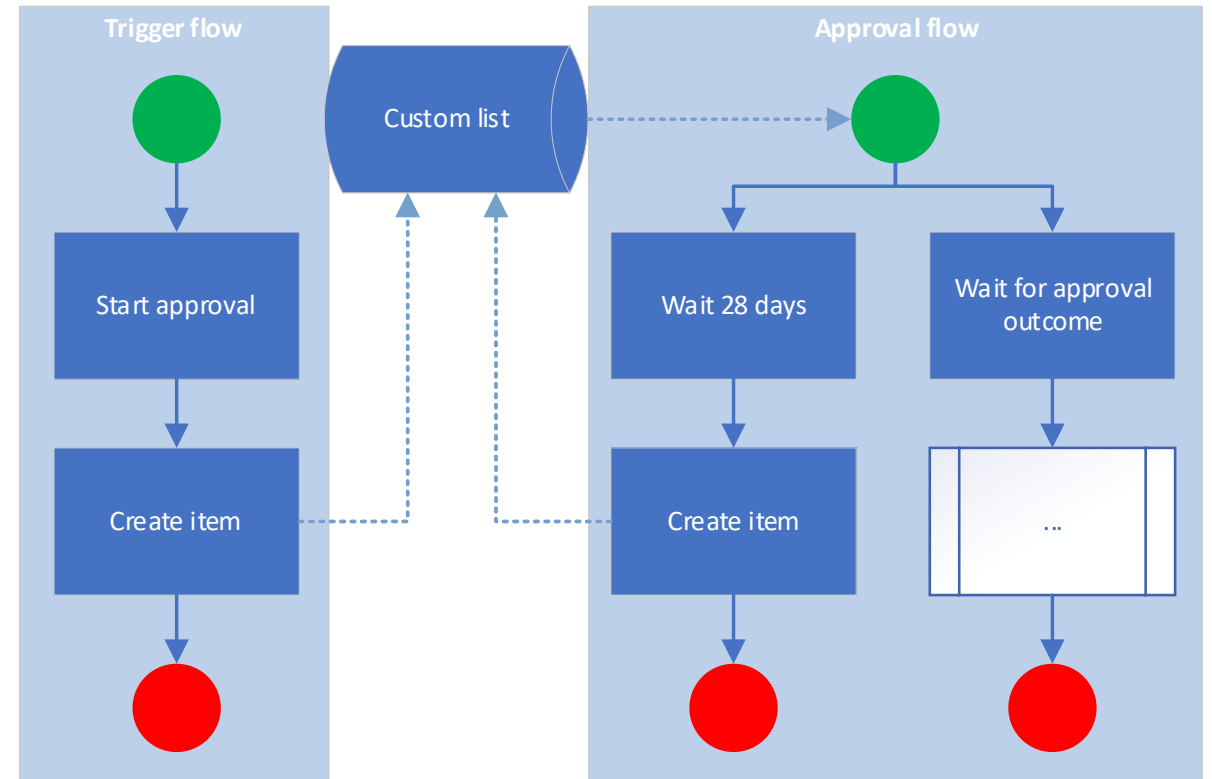 Trigger flow
Start approval
Create item
Custom list
Approval flow
Wait 28 days
Create item
Wait for approval
outcome
...